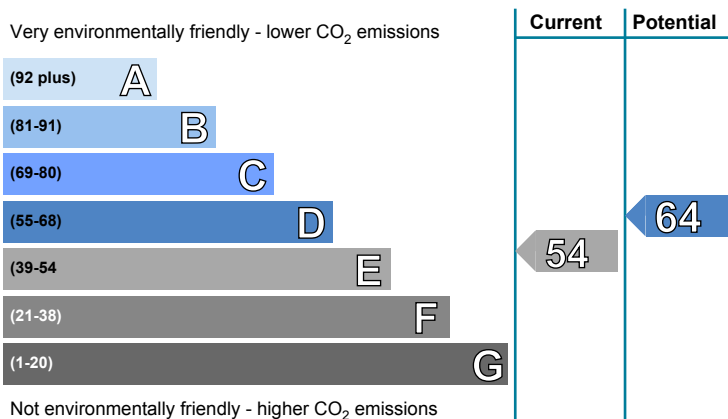 Current Potential
Very environmentally friendly - lower CO2 emissions
(92 plus) A
(81-91) B
(69-80) C
(55-68) D
64
(39-54 E
54
(21-38) F
(1-20) G
Not environmentally friendly - higher CO2 emissions